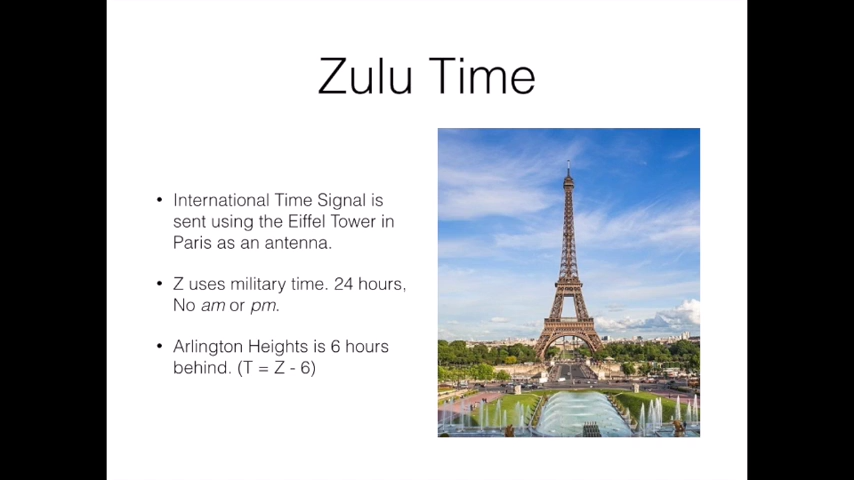 Zulu Time
• International Time Signal is
sent using the Eiffel Tower in
Paris as an antenna.
• Z uses military time. 24 hours,
No am or pm.
• Arlington Heights is 6 hours
behind. (T = Z - 6)